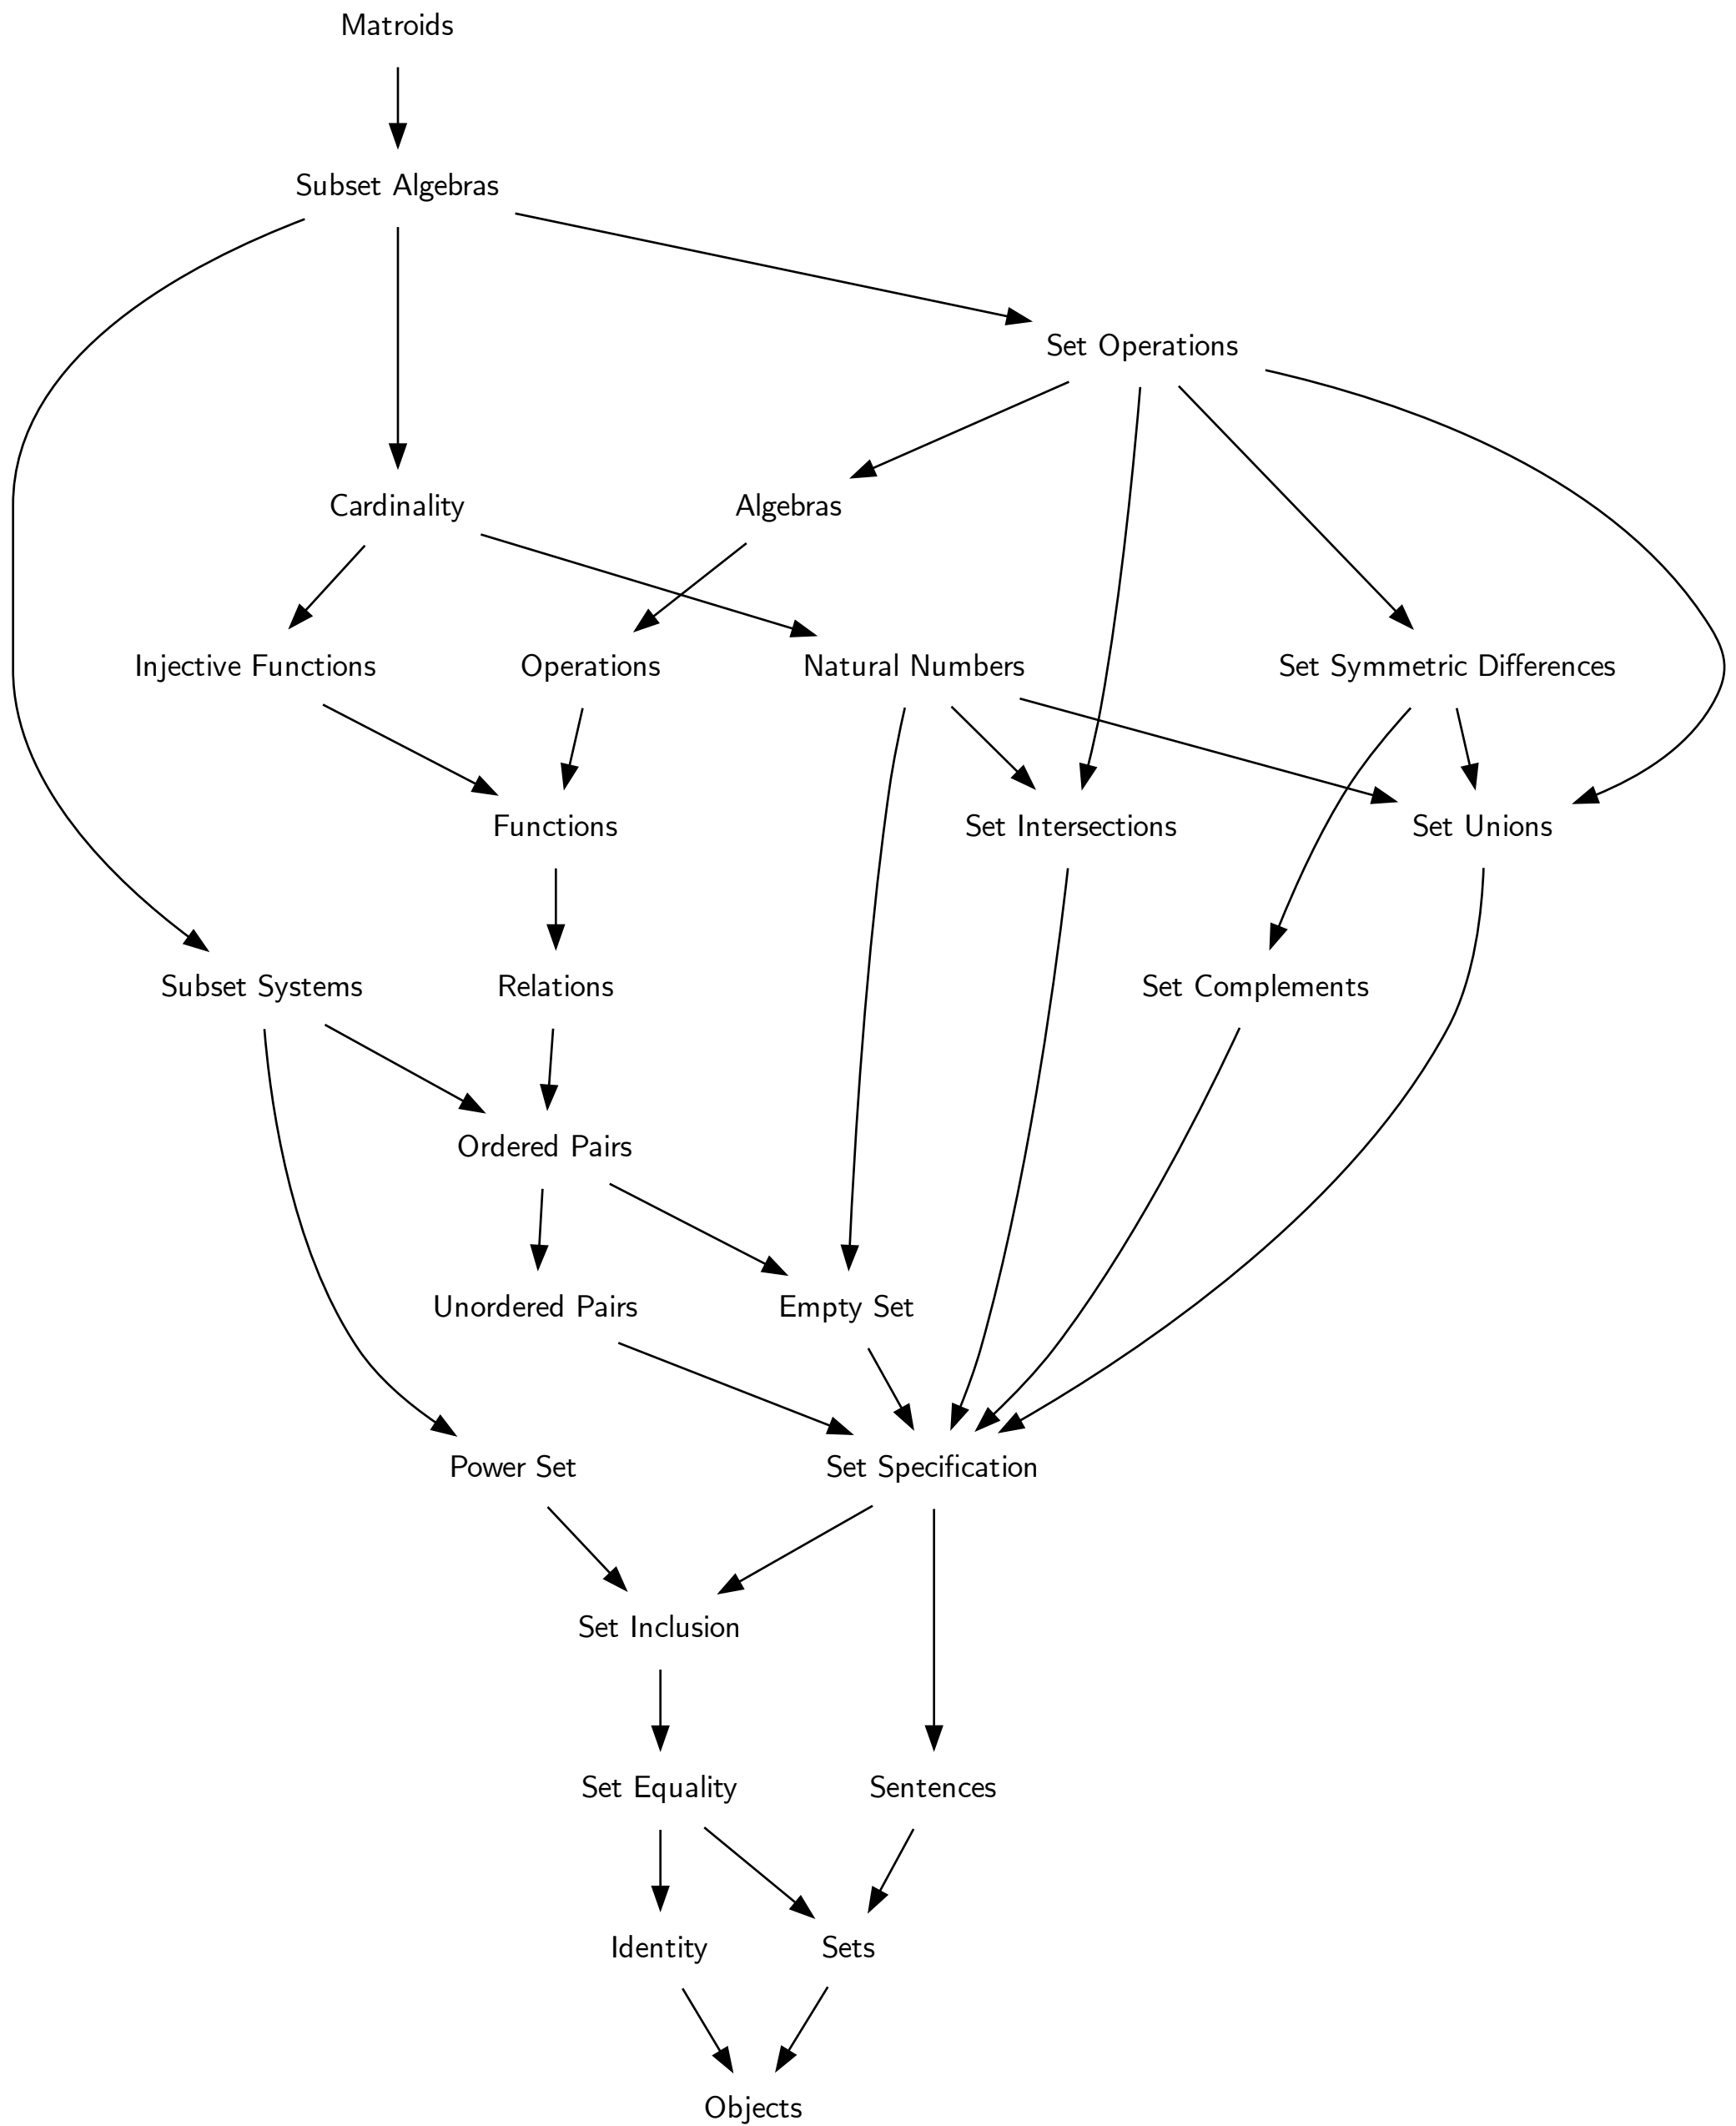 Matroids
Subset Algebras
Set Operations
Cardinality
Algebras
Injective Functions
Operations
Natural Numbers
Set Symmetric Differences
Functions
Set Intersections
Set Unions
Subset Systems
Relations
Set Complements
Ordered Pairs
Unordered Pairs
Empty Set
Power Set
Set Specification
Set Inclusion
Set Equality
Sentences
Identity
Sets
Objects